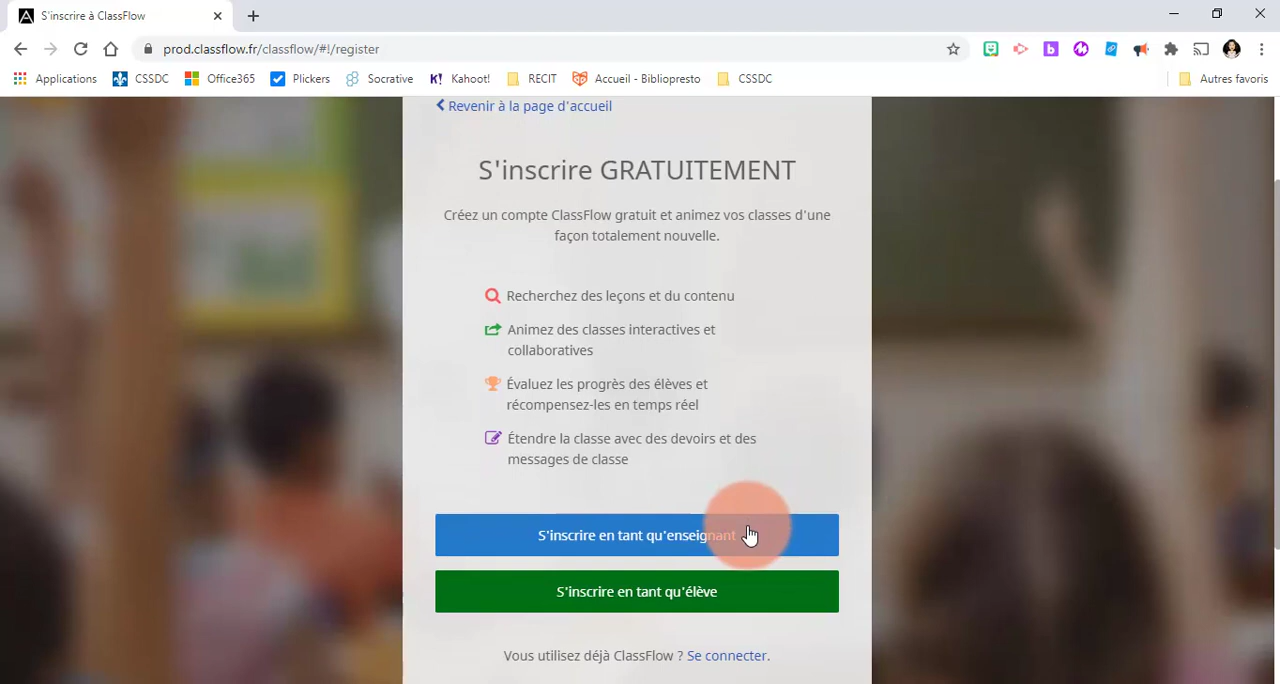 S'inscrire à ClassFlow
prod.classflow.fr/classflow/#!/register
Applications CSSDC Office365 Plickers Socrative K! Kahoot! RECIT Accueil - Bibliopresto CSSDC Autres favoris
Revenir à la page d'accueil
S'inscrire GRATUITEMENT
Créez un compte ClassFlow gratuit et animez vos classes d'une
façon totalement nouvelle.
Recherchez des leçons et du contenu
Animez des classes interactives et
collaboratives
Évaluez les progrès des élèves et
récompensez-les en temps réel
Étendre la classe avec des devoirs et des
messages de classe
S'inscrire en tant qu'enseignant
S'inscrire en tant qu'élève
Vous utilisez déjà ClassFlow ? Se connecter.